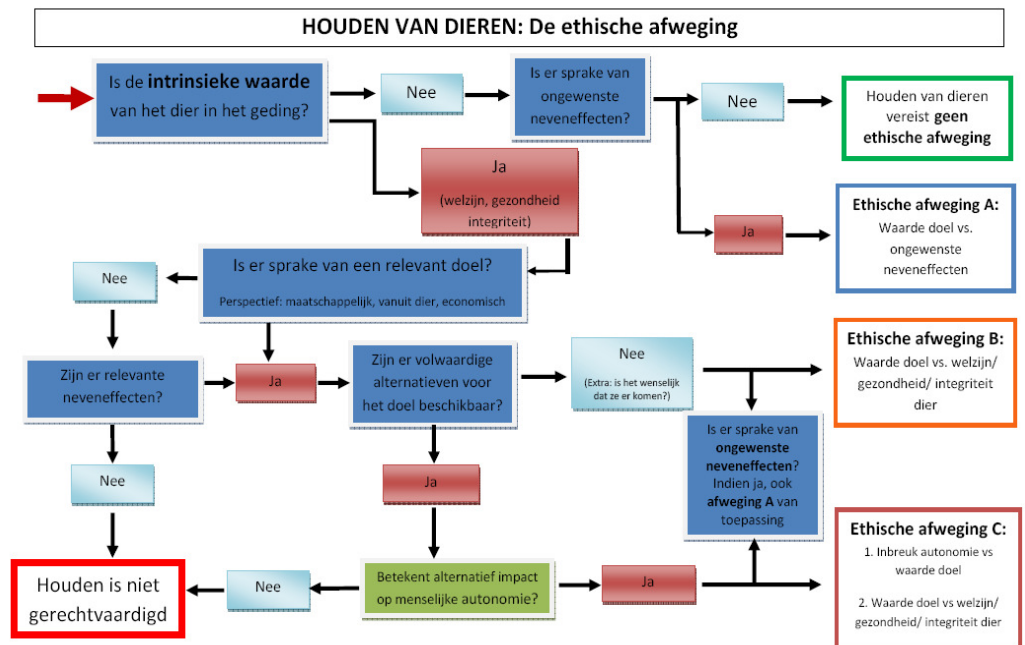 HOUDEN VAN DIEREN: De ethische afweging
Is de intrinsieke waarde
van het dier in het geding?
Nee
Is er sprake van
ongewenste
neveneffecten?
Nee
Houden van dieren
vereist geen
ethische afweging
Ja
(welzijn, gezondheid
integriteit)
Ja
Ethische afweging A:
Waarde doel vs.
ongewenste
neveneffecten
Is er sprake van een relevant doel?
Perspectief: maatschappelijk, vanuit dier, economisch
Nee
Zijn er relevante
neveneffecten?
Ja
Zijn er volwaardige
alternatieven voor
het doel beschikbaar?
Nee
(Extra: is het wenselijk
dat ze er komen?)
Ethische afweging B:
Waarde doel vs. welzijn/
gezondheid/ integriteit
dier
Is er sprake van
ongewenste
neveneffecten?
Indien ja, ook
afweging A van
toepassing
Nee
Ja
Houden is niet
gerechtvaardigd
Nee
Betekent alternatief impact
op menselijke autonomie?
Ja
Ethische afweging C:
1. Inbreuk autonomie vs
waarde doel
2. Waarde doel vs welzijn/
gezondheid/ integriteit dier